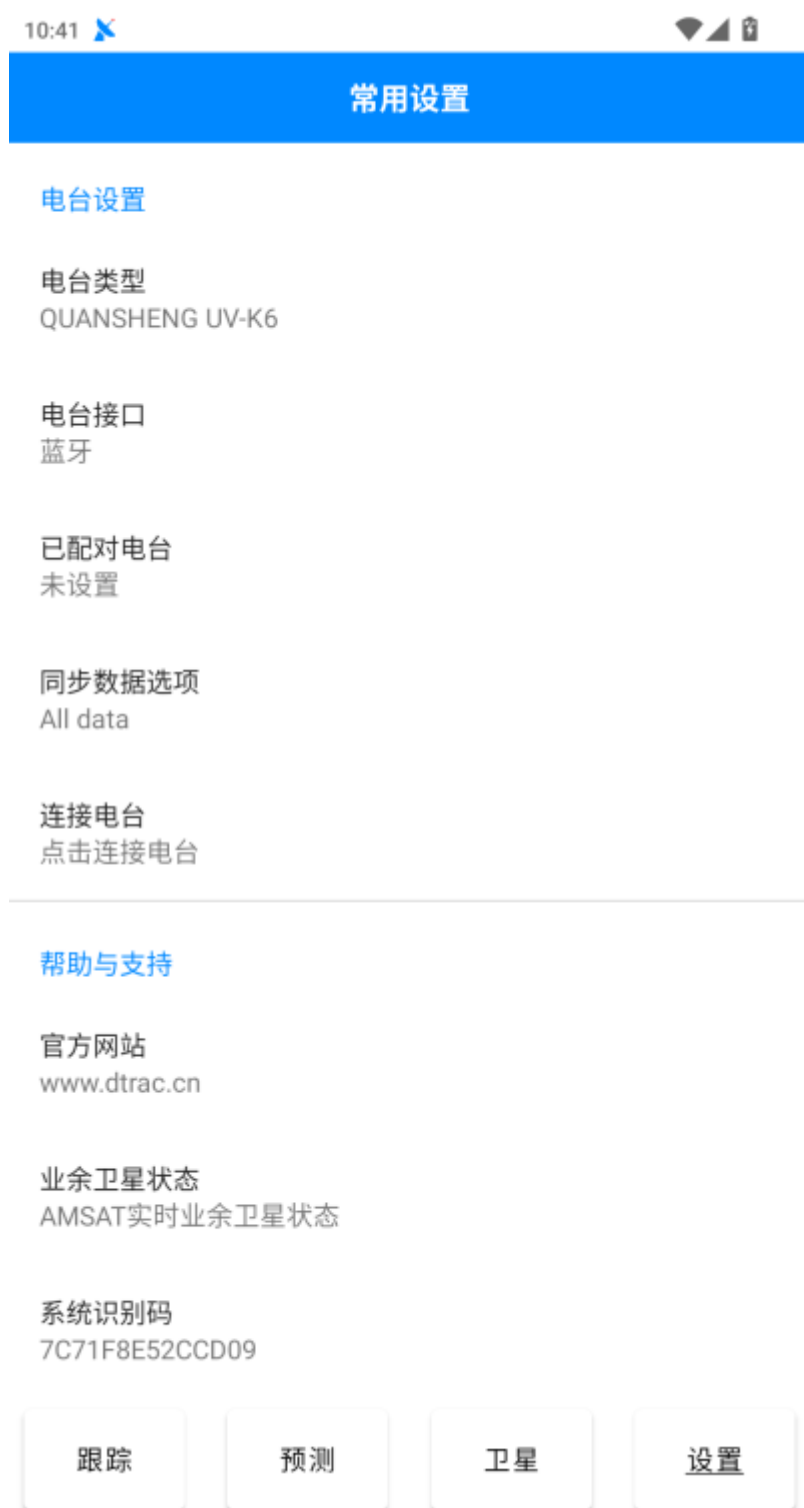 10:41
常用设置
电台设置
电台类型
QUANSHENG UV-K6
电台接口
蓝牙
已配对电台
未设置
同步数据选项
All data
连接电台
点击连接电台
帮助与支持
官方网站
www.dtrac.cn
业余卫星状态
AMSAT实时业余卫星状态
系统识别码
7C71F8E52CCD09
跟踪 预测 卫星 设置